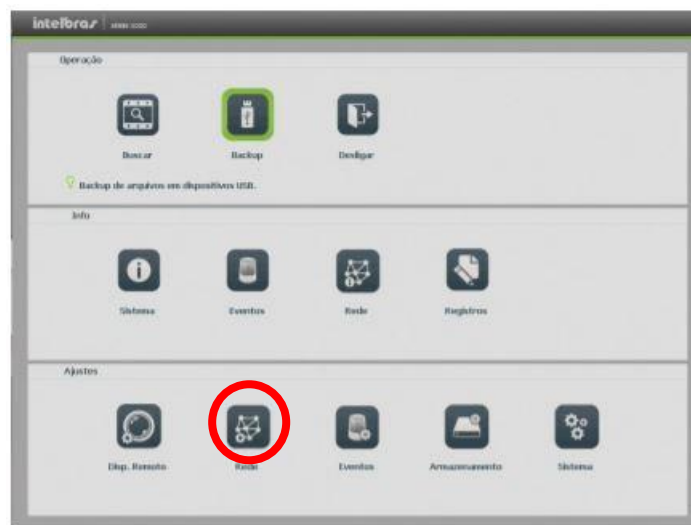 intelbras
Operação
Buscar Backup Desligar
Backup de arquivos em dispositivos USB.
Info
Sistema Eventos Rede Registros
Ajustes
Disp. Remoto Rede Eventos Armazenamento Sistema